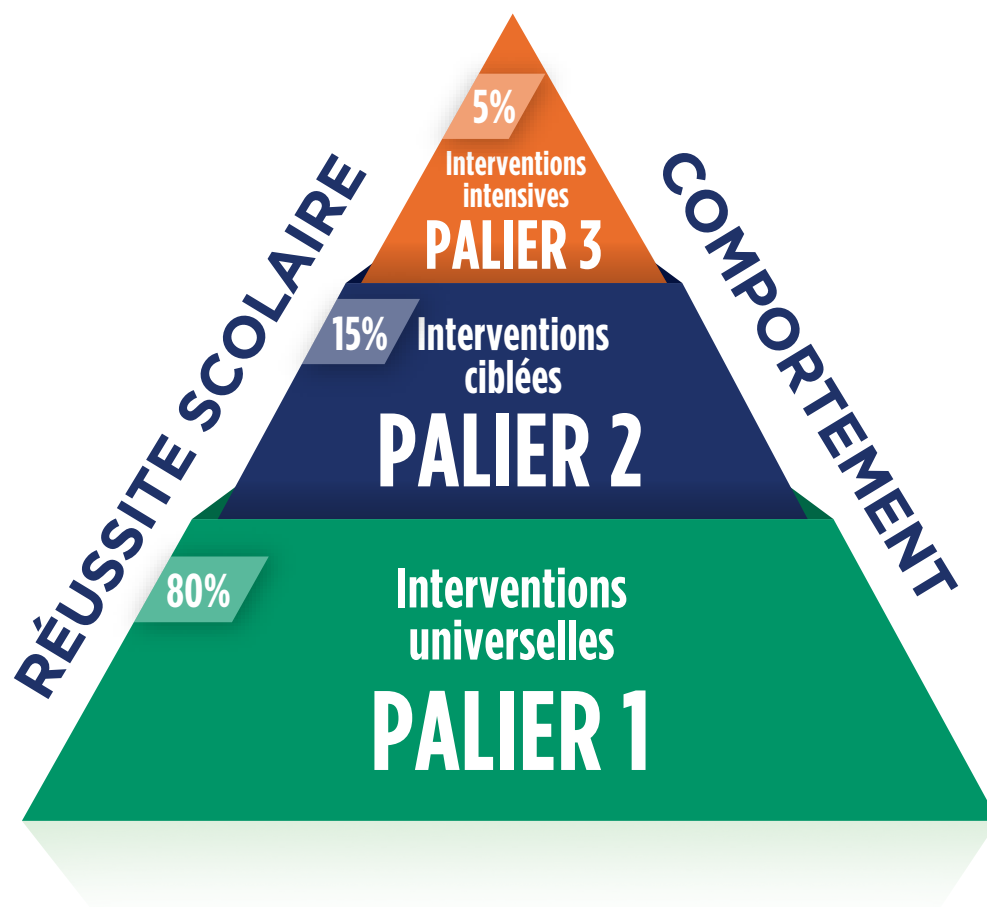 RÉUSSITE SCOLAIRE
COMPORTEMENT
5%
Interventions
intensives
PALIER 3
15%
Interventions
ciblées
PALIER 2
80%
Interventions
universelles
PALIER 1